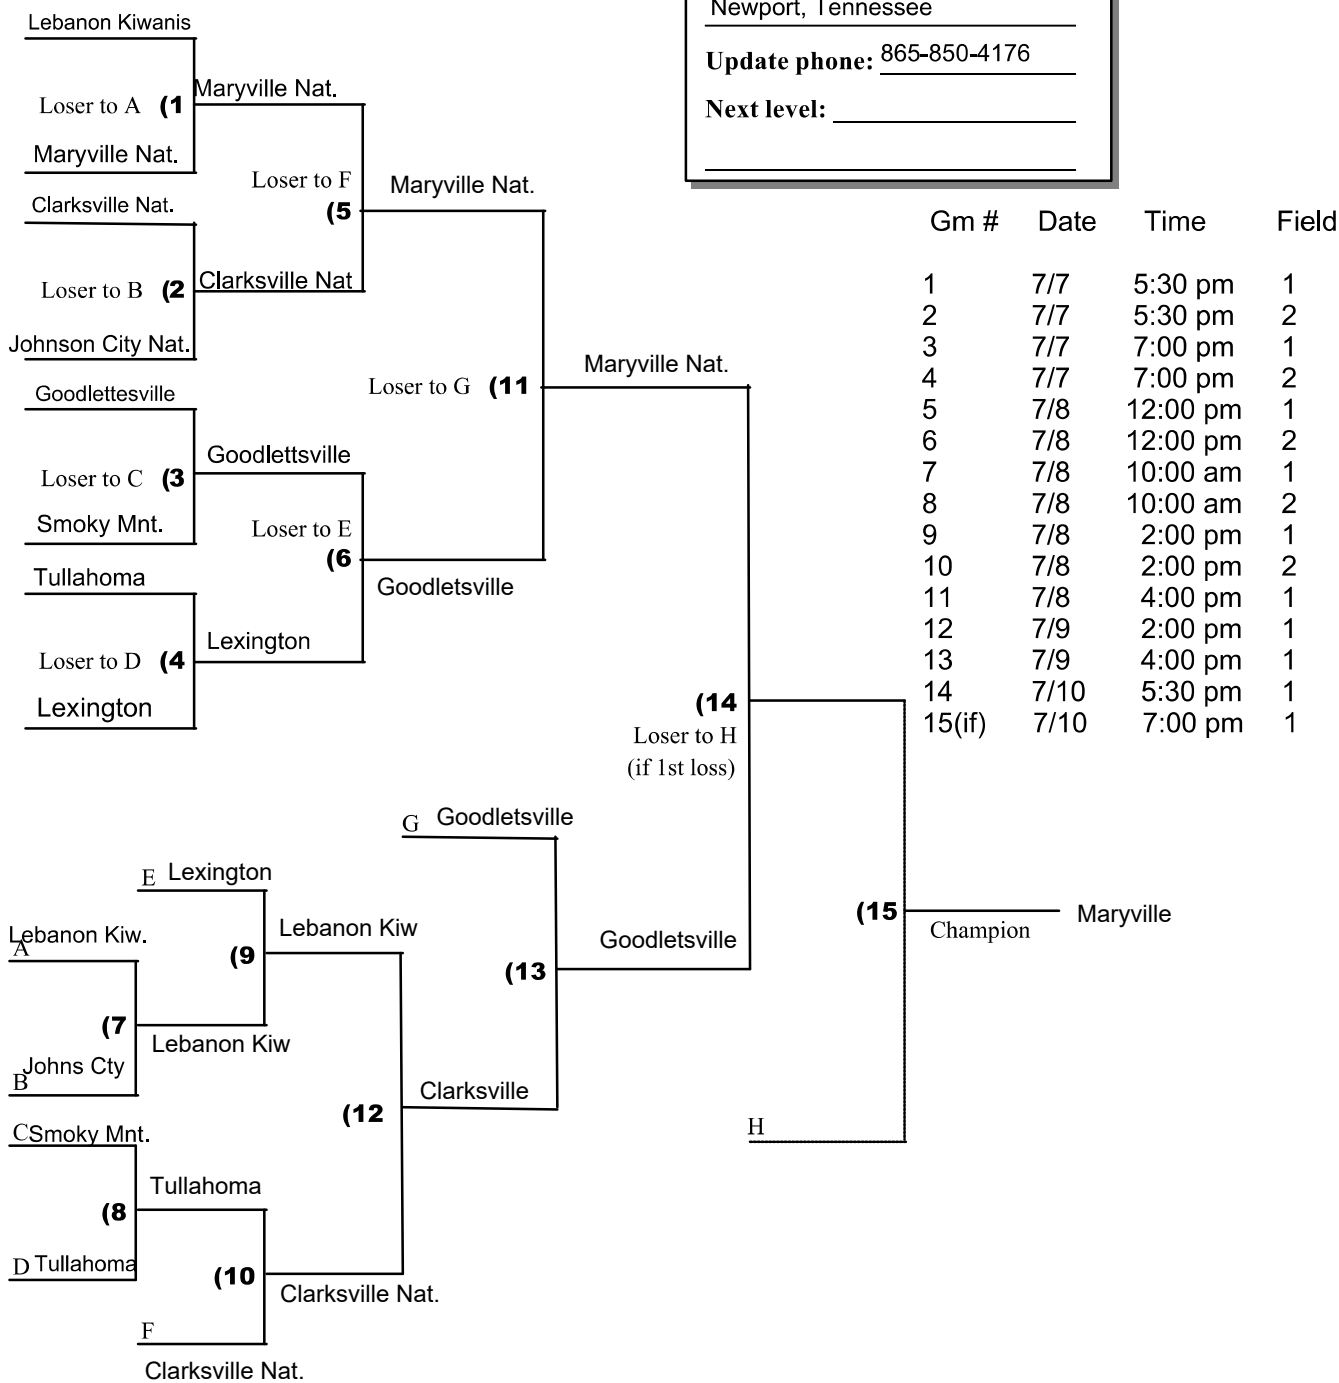 Newport, Tennessee
Update phone: 865-850-4176
Next level:
Lebanon Kiwanis
Loser to A (1
Maryville Nat.
Maryville Nat.
Clarksville Nat.
Loser to B (2
Clarksville Nat
Johnson City Nat.
Loser to F
(5
Maryville Nat.
Goodlettesville
Loser to C (3
Goodlettsville
Smoky Mnt.
Tullahoma
Loser to D (4
Lexington
Lexington
Loser to E
(6
Goodletsville
Loser to G (11
Maryville Nat.
Gm # Date Time Field
1 7/7 5:30 pm 1
2 7/7 5:30 pm 2
3 7/7 7:00 pm 1
4 7/7 7:00 pm 2
5 7/8 12:00 pm 1
6 7/8 12:00 pm 2
7 7/8 10:00 am 1
8 7/8 10:00 am 2
9 7/8 2:00 pm 1
10 7/8 2:00 pm 2
11 7/8 4:00 pm 1
12 7/9 2:00 pm 1
13 7/9 4:00 pm 1
14 7/10 5:30 pm 1
15(if) 7/10 7:00 pm 1
(14
Loser to H
(if 1st loss)
G Goodletsville
E Lexington
Lebanon Kiw.
A
(9
Lebanon Kiw
(7
Lebanon Kiw
Johns Cty
B
C Smoky Mnt.
(8
Tullahoma
D Tullahoma
(10
Clarksville Nat.
F
Clarksville Nat.
(12
Clarksville
(13
Goodletsville
(15
Champion
Maryville
H